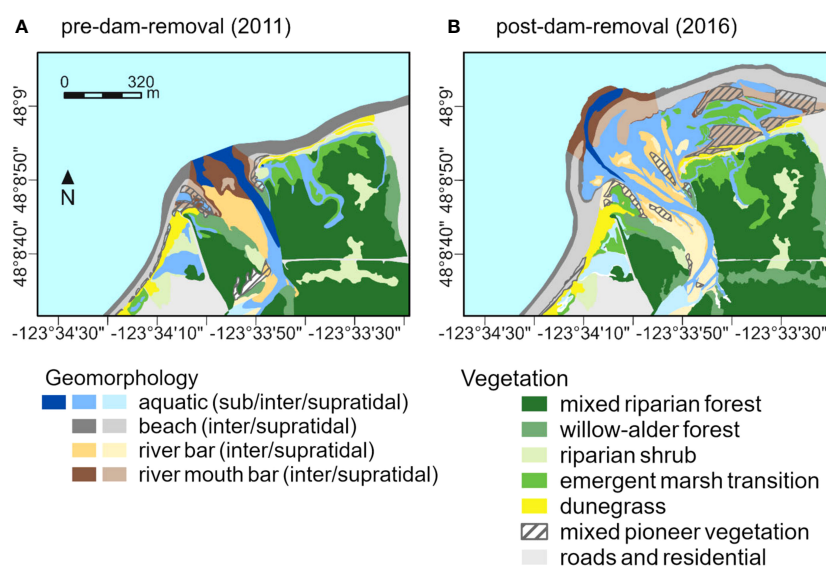 A pre-dam-removal (2011)
B post-dam-removal (2016)
0 320
m
N
48°9'
48°8'50"
48°8'40"
-123°34'30" -123°34'10" -123°33'50" -123°33'30"
48°9'
48°8'50"
48°8'40"
-123°34'30" -123°34'10" -123°33'50" -123°33'30"
Geomorphology
aquatic (sub/inter/supratidal)
beach (inter/supratidal)
river bar (inter/supratidal)
river mouth bar (inter/supratidal)
Vegetation
mixed riparian forest
willow-alder forest
riparian shrub
emergent marsh transition
dunegrass
mixed pioneer vegetation
roads and residential